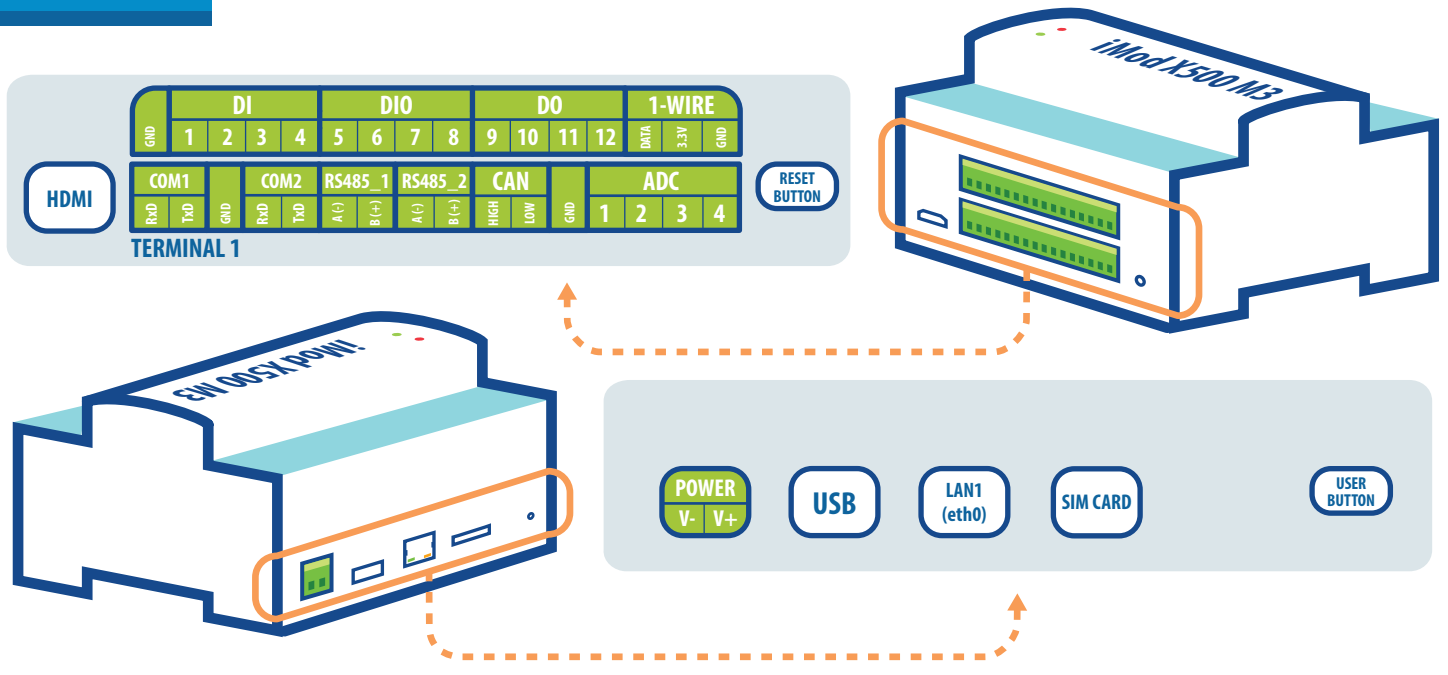 iMod X500 M3
DI DIO DO 1-WIRE
GND 1 2 3 4 5 6 7 8 9 10 11 12 DATA 3.3V GND
HDMI
COM1 COM2 RS485_1 RS485_2 CAN ADC
RxD TxD GND RxD TxD A (-) B (+) A (-) B (+) HIGH LOW GND 1 2 3 4
RESET
BUTTON
TERMINAL 1
iMod X500 M3
POWER
V- V+
USB
LAN1
(eth0)
SIM CARD
USER
BUTTON